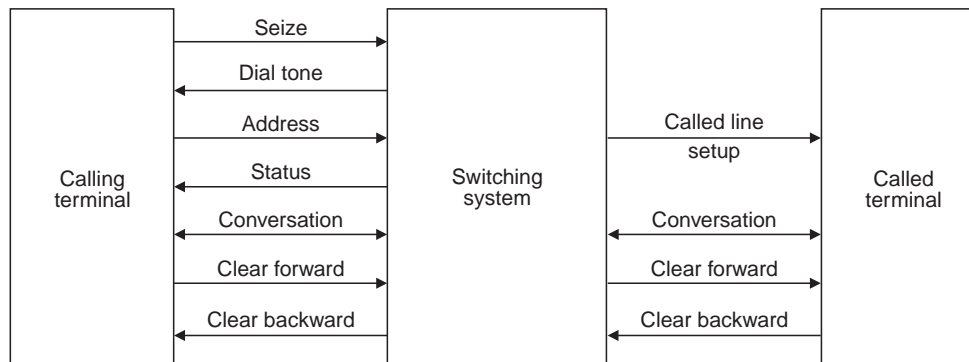 Seize
Dial tone
Address
Called line
setup
Calling
terminal
Status
Switching
system
Called
terminal
Conversation
Conversation
Clear forward
Clear forward
Clear backward
Clear backward